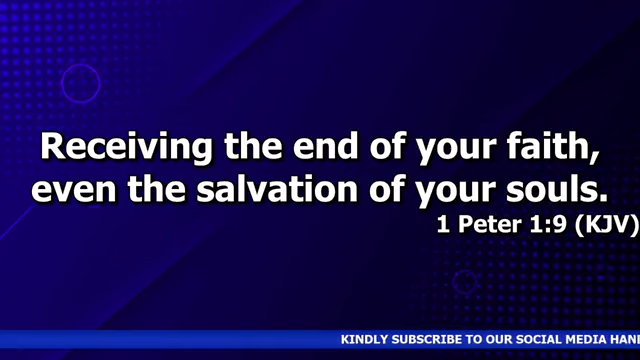 Receiving the end of your faith,
even the salvation of your souls.
1 Peter 1:9 (KJV)
KINDLY SUBSCRIBE TO OUR SOCIAL MEDIA